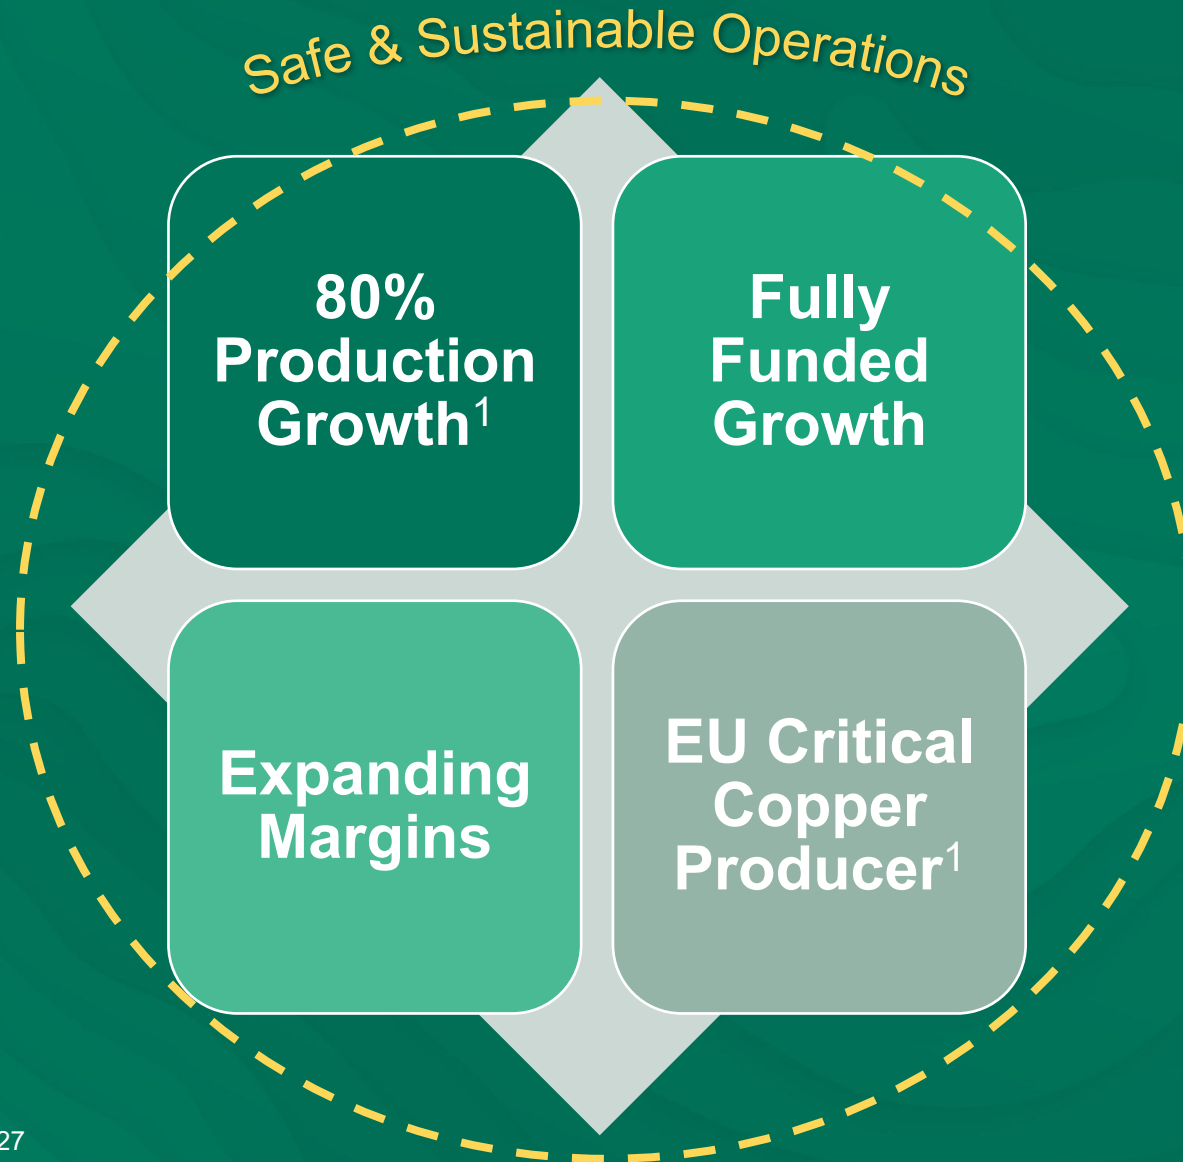 Safe & Sustainable Operations
80%
Production
Growth1
Fully
Funded
Growth
Expanding
Margins
EU Critical
Copper
Producer1
27